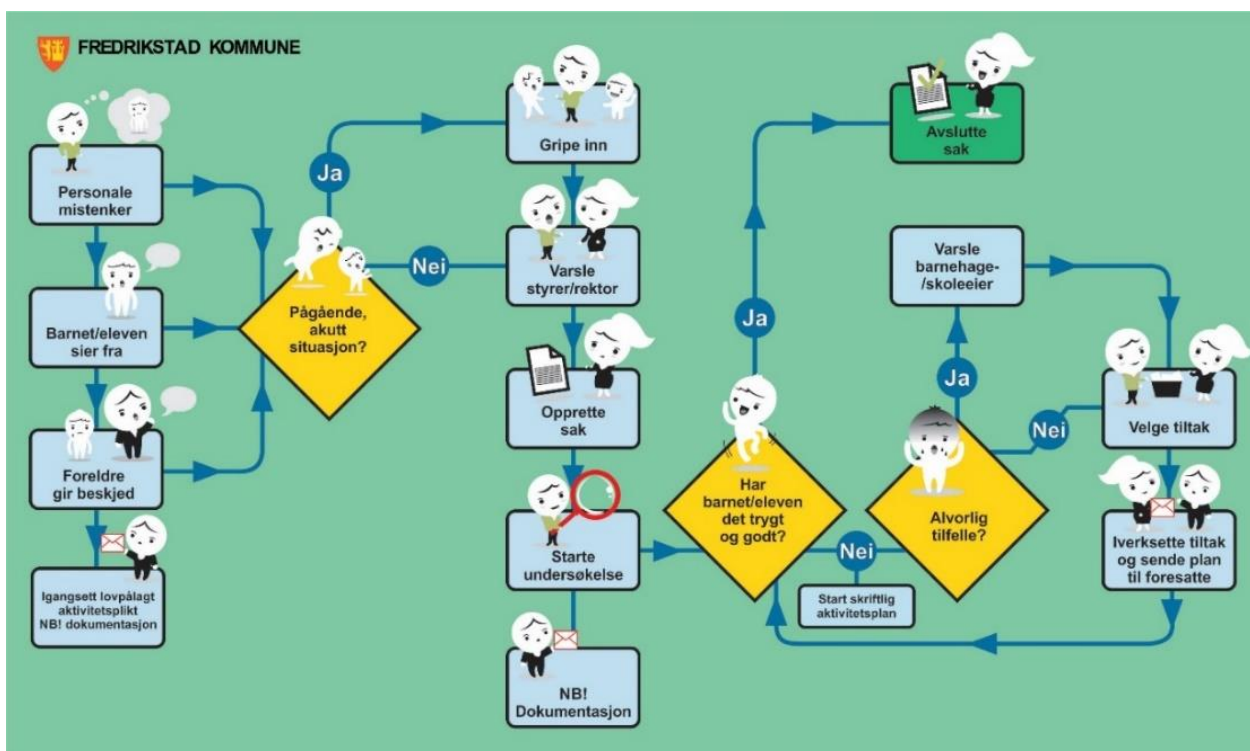 FREDRIKSTAD KOMMUNE
Personale
mistenker
Barnet/eleven
sier fra
Foreldre
gir beskjed
Igangsett lovpålagt
aktivitetsplikt
NB! dokumentasjon
Pågående,
akutt
situasjon?
Ja
Nei
Gripe inn
Varsle
styrer/rektor
Opprette
sak
Starte
undersøkelse
NB!
Dokumentasjon
Har
barnet/eleven
det trygt
og godt?
Ja
Avslutte
sak
Nei
Start skriftlig
aktivitetsplan
Alvorlig
tilfelle?
Ja
Varsle
barnehage-
/skoleeier
Nei
Velge tiltak
Iverksette tiltak
og sende plan
til foresatte